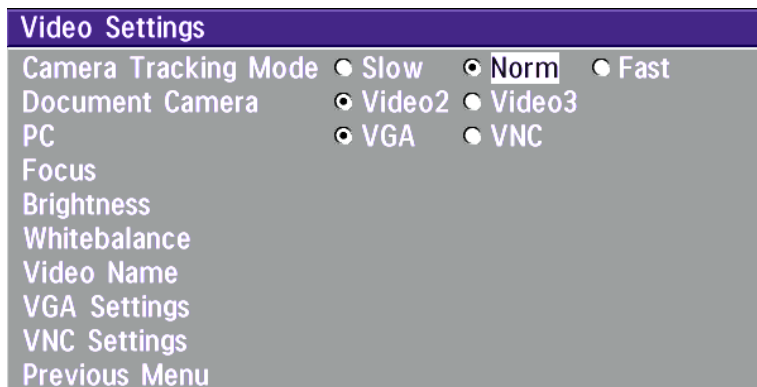 Video Settings
Camera Tracking Mode Slow Norm Fast
Document Camera Video2 Video3
PC VGA VNC
Focus
Brightness
Whitebalance
Video Name
VGA Settings
VNC Settings
Previous Menu